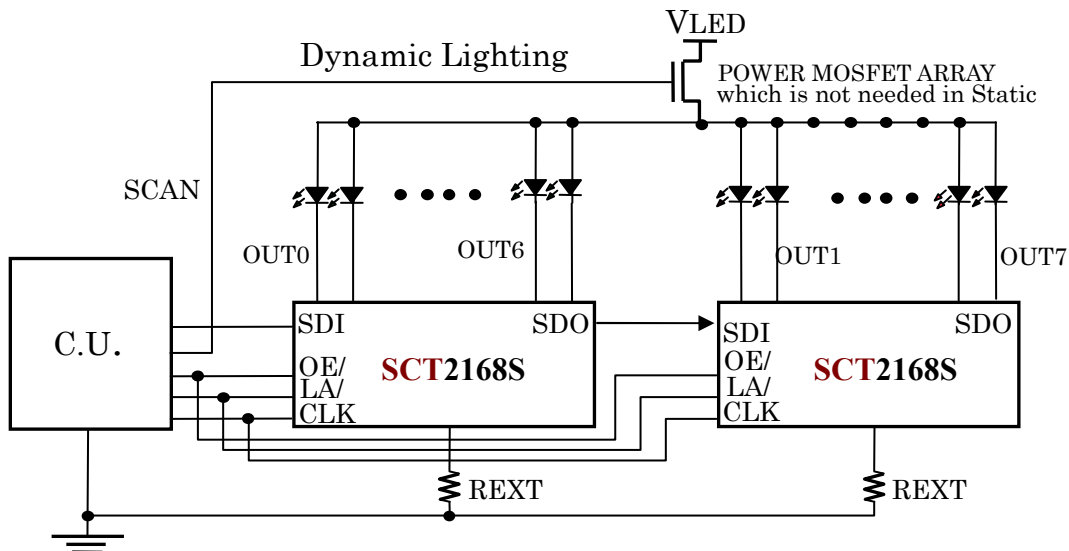 VLED
Dynamic Lighting
POWER MOSFET ARRAY
which is not needed in Static
SCAN
OUT0
OUT6
OUT1
OUT7
C.U.
SDI
SDO
OE/
LA/
CLK
SCT2168S
SDI
SDO
OE/
LA/
CLK
SCT2168S
REXT
REXT